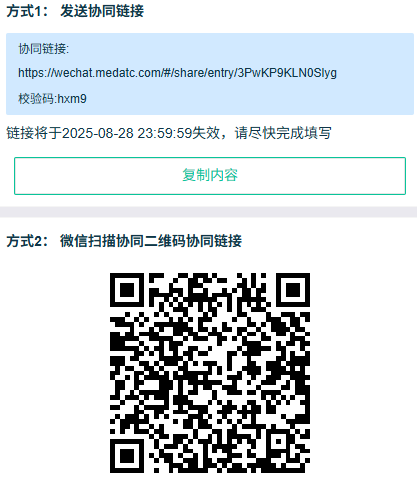 方式1： 发送协同链接
协同链接:
https://wechat.medatc.com/#/share/entry/3PwKP9KLN0Slyg
校验码:hxm9
链接将于2025-08-28 23:59:59失效，请尽快完成填写
复制内容
方式2： 微信扫描协同二维码协同链接